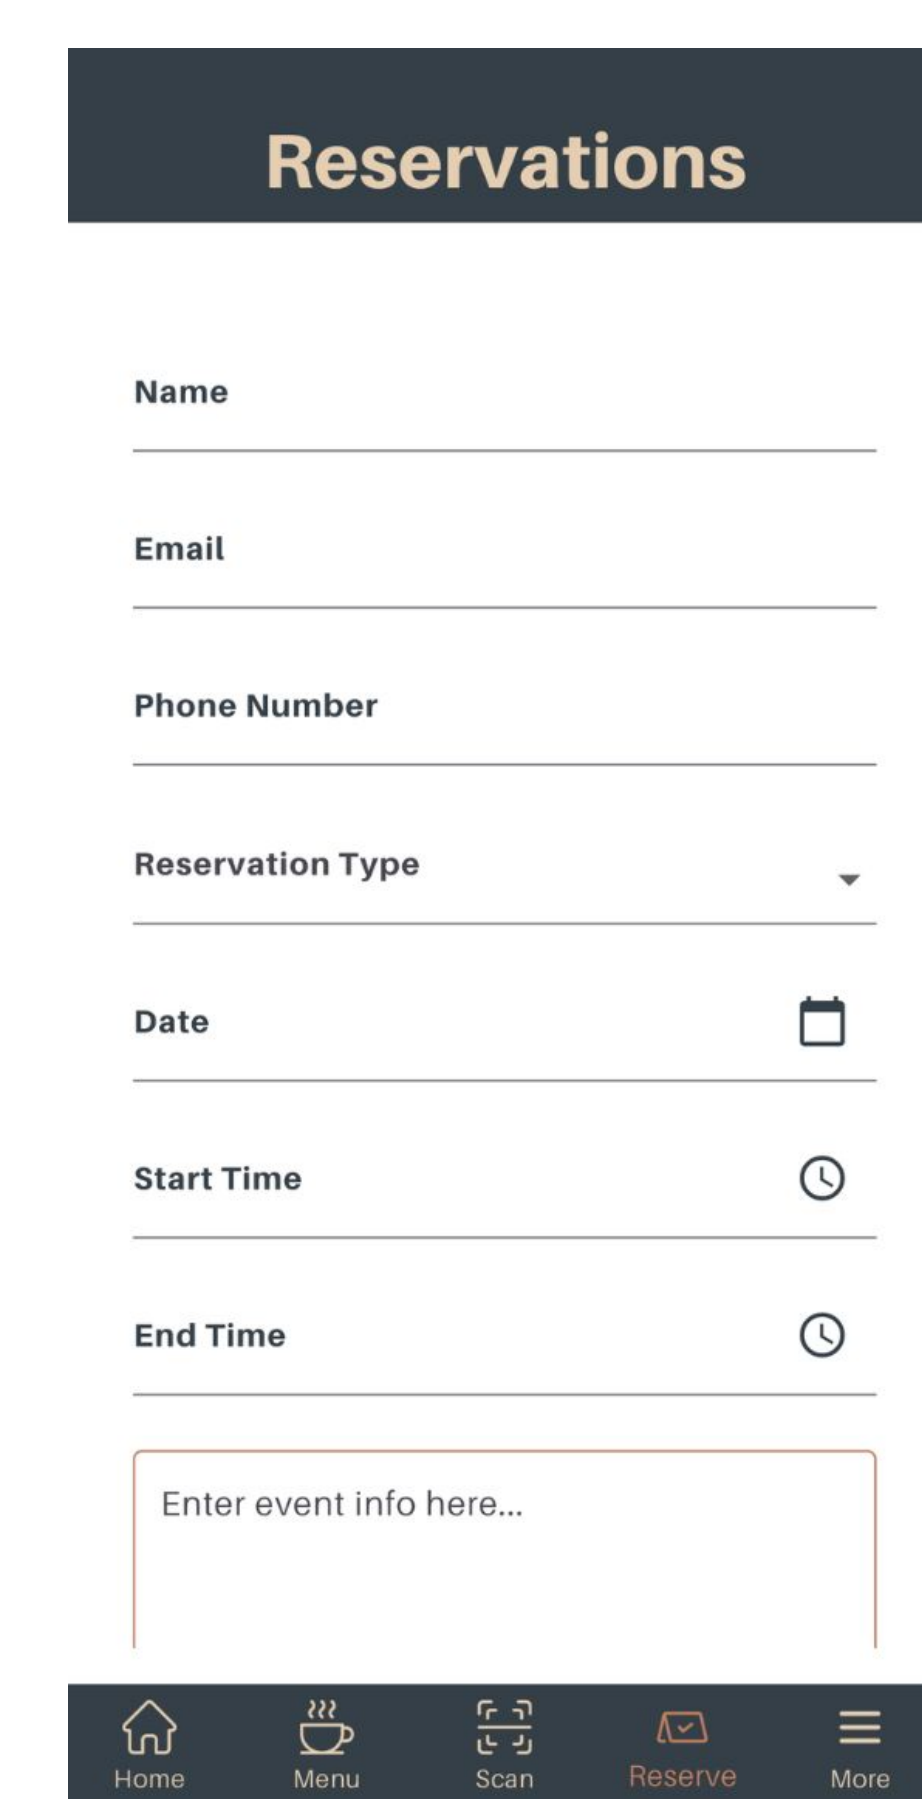 Reservations
Name
Email
Phone Number
Reservation Type
Date
Start Time
End Time
Enter event info here...
Home Menu Scan Reserve More